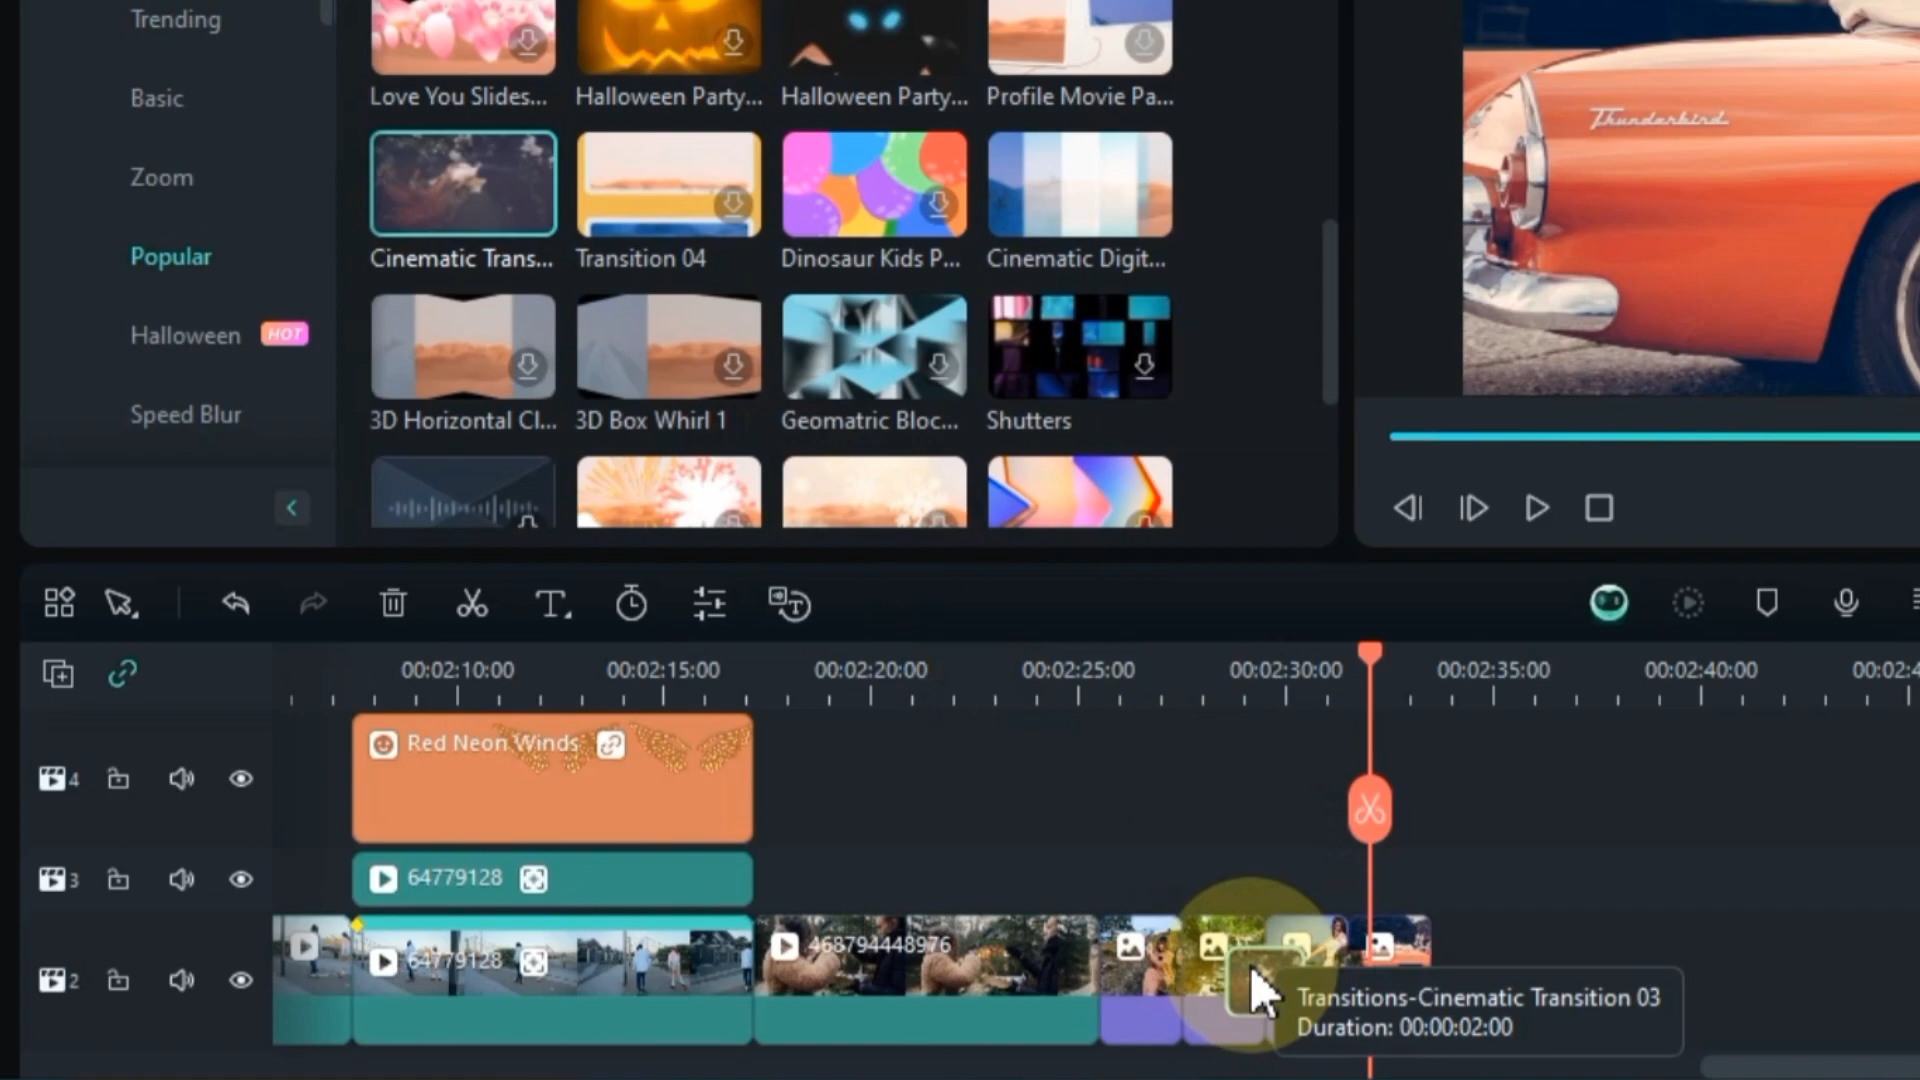 Trending
Basic
Zoom
Popular
Halloween HOT
Speed Blur
Love You Slides...
Halloween Party...
Halloween Party...
Profile Movie Pa...
Cinematic Trans...
Transition 04
Dinosaur Kids P...
Cinematic Digit...
3D Horizontal Cl...
3D Box Whirl 1
Geomatric Bloc...
Shutters
Thunderbird
00:02:10:00
00:02:15:00
00:02:20:00
00:02:25:00
00:02:30:00
00:02:35:00
00:02:40:00
00:02:4
4
Red Neon Winds
3
64779128
2
64779128
468794448976
Transitions-Cinematic Transition 03
Duration: 00:00:02:00